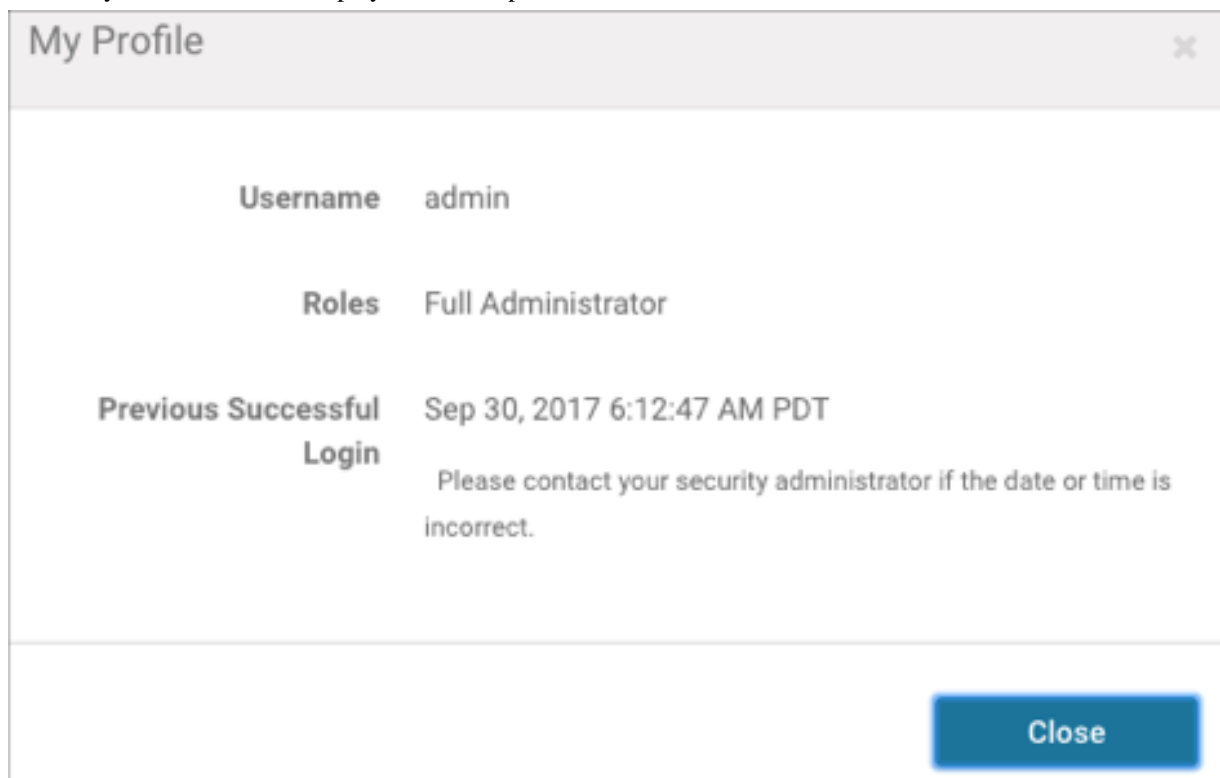 My Profile
Username admin
Roles Full Administrator
Previous Successful Sep 30, 2017 6:12:47 AM PDT
Login
Please contact your security administrator if the date or time is
incorrect.
Close